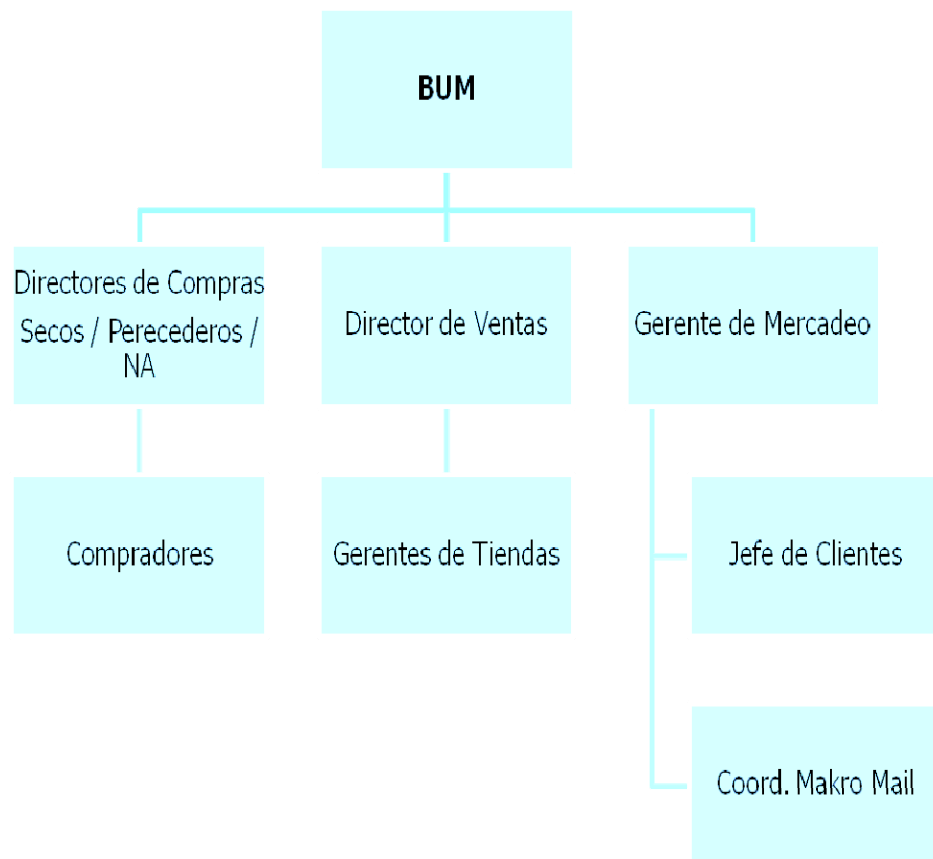 BUM
Directores de Compras
Secos / Perecederos /
NA
Director de Ventas
Gerente de Mercadeo
Compradores
Gerentes de Tiendas
Jefe de Clientes
Coord. Makro Mail